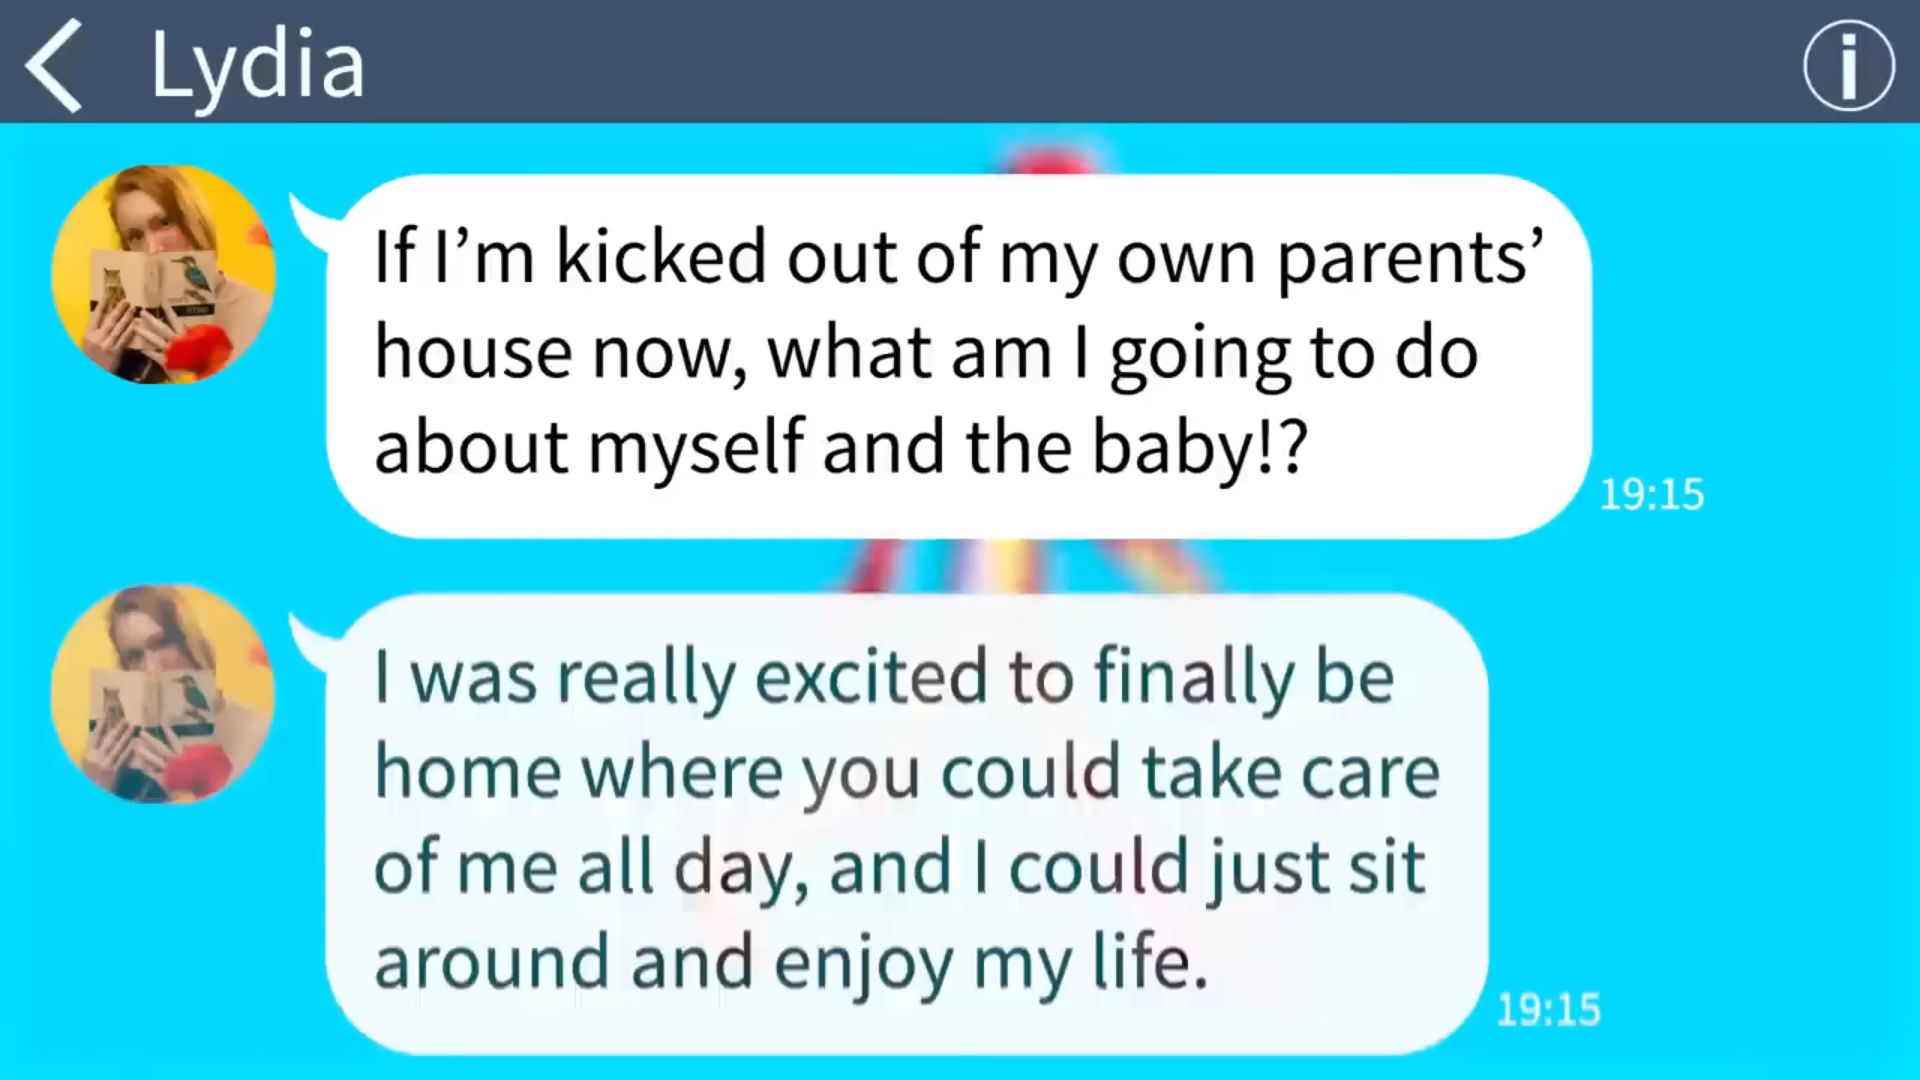 Lydia
If I’m kicked out of my own parents’
house now, what am I going to do
about myself and the baby!?
19:15
I was really excited to finally be
home where you could take care
of me all day, and I could just sit
around and enjoy my life.
19:15